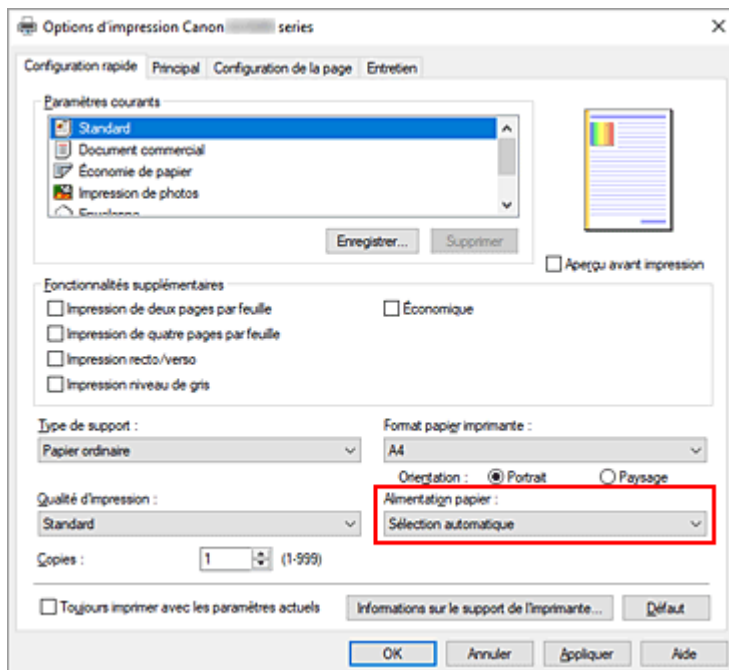 Options d'impression Canon series
Configuration rapide Principal Configuration de la page Entretien
Paramètres courants
Standard
Document commercial
Économie de papier
Impression de photos
Enregistrer... Supprimer
Aperçu avant impression
Fonctionnalités supplémentaires
Impression de deux pages par feuille Économique
Impression de quatre pages par feuille
Impression recto/verso
Impression niveau de gris
Type de support : Format papier imprimante :
Papier ordinaire A4
Orientation : Portrait Paysage
Qualité d'impression : Alimentation papier :
Standard Sélection automatique
Copies : 1 (1-999)
Toujours imprimer avec les paramètres actuels Informations sur le support de l'imprimante... Défaut
OK Annuler Appliquer Aide